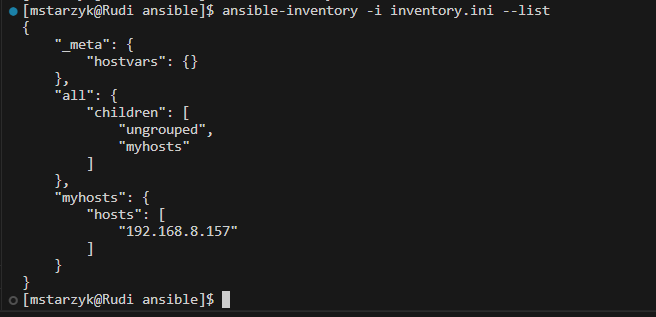 [mstarzyk@Rudi ansible]$ ansible-inventory -i inventory.ini --list
{
    "_meta": {
        "hostvars": {}
    },
    "all": {
        "children": [
            "ungrouped",
            "myhosts"
        ]
    },
    "myhosts": {
        "hosts": [
            "192.168.8.157"
        ]
    }
}
[mstarzyk@Rudi ansible]$